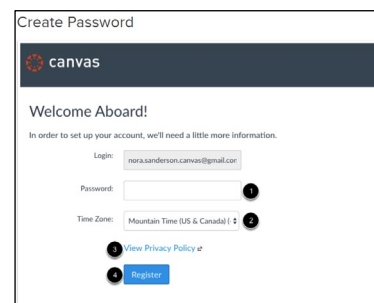 Create Password
canvas
Welcome Aboard!
In order to set up your account, we'll need a little more information.
Login: nora.sanderson.canvas@gmail.cor
Password: 1
Time Zone: Mountain Time (US & Canada) ( 2
3 View Privacy Policy
4 Register